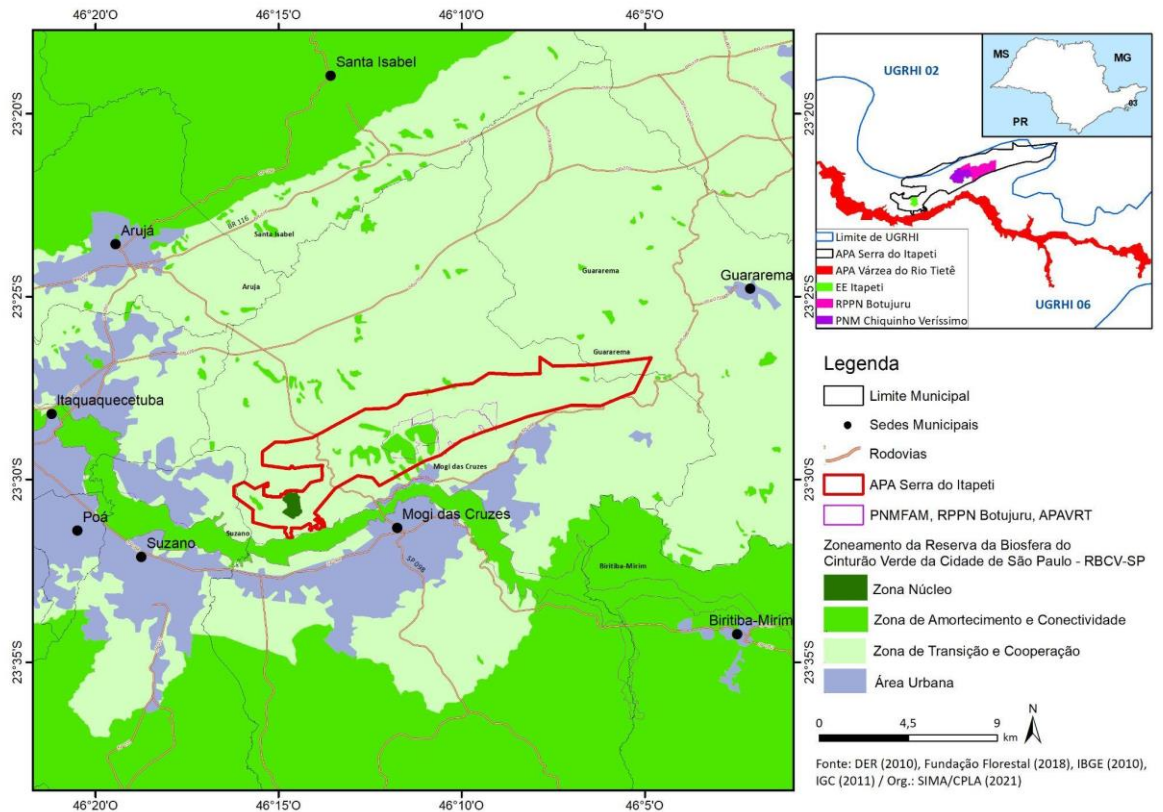 46°20'O
46°15'O
46°10'O
46°5'O
23°20'S
23°25'S
23°30'S
23°35'S
23°20'S
23°25'S
23°30'S
23°35'S
Santa Isabel
Arujá
BR 116
Santa Isabel
Aruja
Guararema
Guararema
Guararema
Itaquaquecetuba
Mogi das Cruzes
Poá
Suzano
Suzano
Mogi das Cruzes
SP 098
Biritiba-Mirim
Biritiba-Mirim
46°20'O
46°15'O
46°10'O
46°5'O
UGRHI 02
MS
MG
PR
03
UGRHI 06
Limite de UGRHI
APA Serra do Itapeti
APA Várzea do Rio Tietê
EE Itapeti
RPPN Botujuru
PNM Chiquinho Veríssimo
Legenda
Limite Municipal
Sedes Municipais
Rodovias
APA Serra do Itapeti
PNMFAM, RPPN Botujuru, APAVRT
Zoneamento da Reserva da Biosfera do
Cinturão Verde da Cidade de São Paulo - RBCV-SP
Zona Núcleo
Zona de Amortecimento e Conectividade
Zona de Transição e Cooperação
Área Urbana
0 4,5 9
km
N
Fonte: DER (2010), Fundação Florestal (2018), IBGE (2010),
IGC (2011) / Org.: SIMA/CPLA (2021)